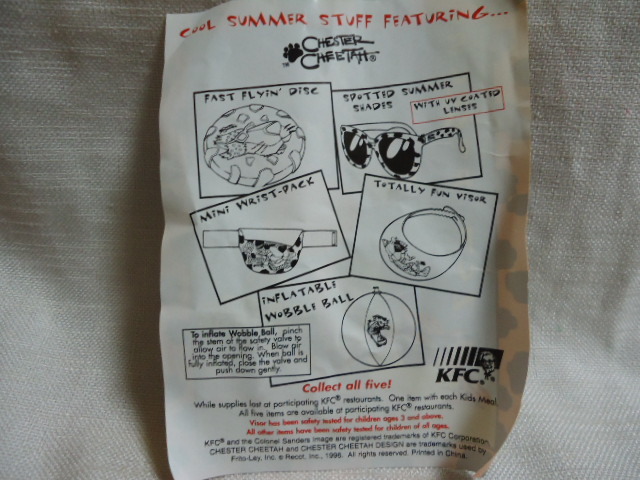 COOL SUMMER STUFF FEATURING...
CHESTER
CHEETAH®
TM
FAST FLYIN' DISC
SPOTTED SUMMER
SHADES
WITH UV COATED
LENSES
MINI WRIST-PACK
TOTALLY FUN VISOR
INFLATABLE
WOBBLE BALL
To inflate Wobble Ball, pinch
the stem of the safety valve to
allow air to flow in. Blow air
into the opening. When ball is
fully inflated, close the valve and
push down gently.
KFC®
Collect all five!
While supplies last at participating KFC® restaurants. One item with each Kids Meal.
All five items are available at participating KFC® restaurants.
Visor has been safety tested for children ages 3 and above.
All other items have been safety tested for children of all ages.
KFC® and the Colonel Sanders image are registered trademarks of KFC Corporation.
CHESTER CHEETAH and CHESTER CHEETAH DESIGN are trademarks used by
Frito-Lay, Inc. © Recot, Inc., 1996. All rights reserved. Printed in China.